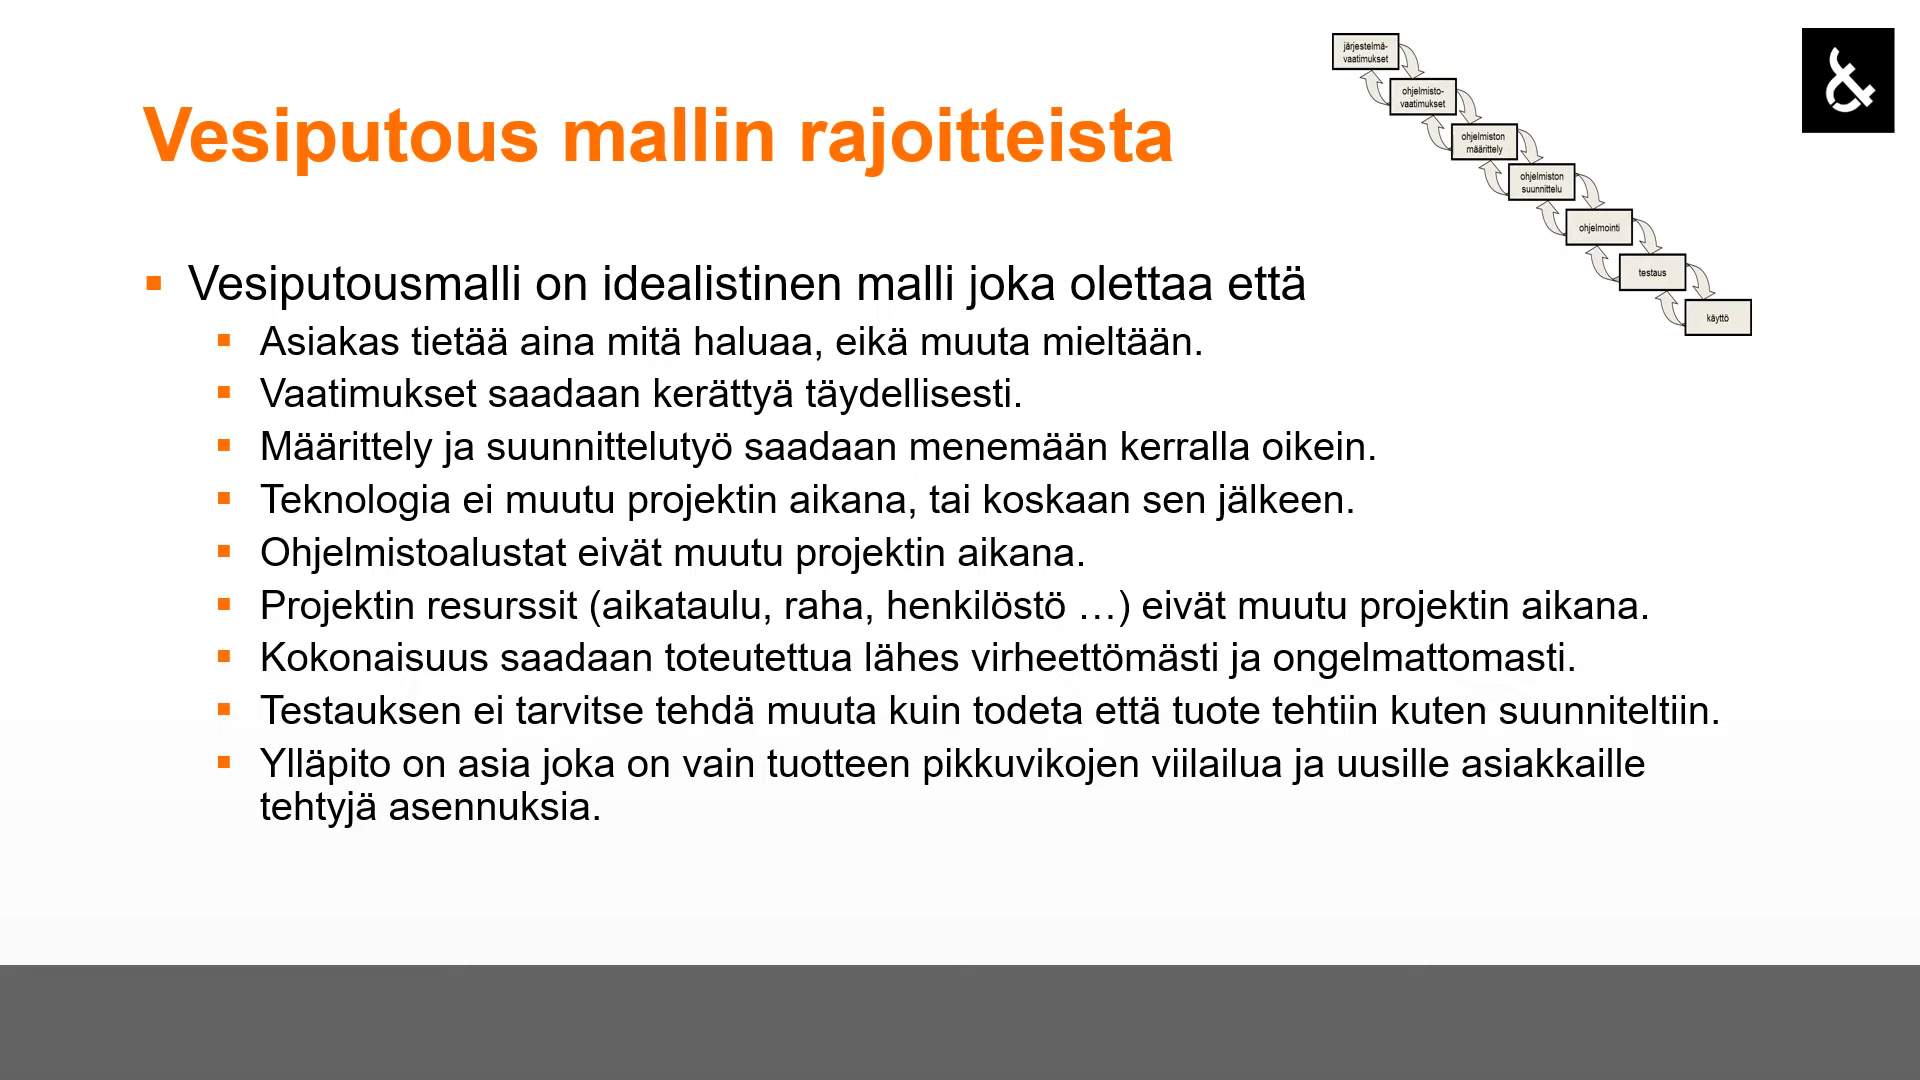 Vesiputous mallin rajoitteista
järjestelmä-
vaatimukset
ohjelmisto-
vaatimukset
ohjelmiston
määrittely
ohjelmiston
suunnittelu
ohjelmointi
testaus
käyttö
&
Vesiputousmalli on idealistinen malli joka olettaa että
Asiakas tietää aina mitä haluaa, eikä muuta mieltään.
Vaatimukset saadaan kerättyä täydellisesti.
Määrittely ja suunnittelutyö saadaan menemään kerralla oikein.
Teknologia ei muutu projektin aikana, tai koskaan sen jälkeen.
Ohjelmistoalustat eivät muutu projektin aikana.
Projektin resurssit (aikataulu, raha, henkilöstö …) eivät muutu projektin aikana.
Kokonaisuus saadaan toteutettua lähes virheettömästi ja ongelmattomasti.
Testauksen ei tarvitse tehdä muuta kuin todeta että tuote tehtiin kuten suunniteltiin.
Ylläpito on asia joka on vain tuotteen pikkuvikojen viilailua ja uusille asiakkaille
tehtyjä asennuksia.